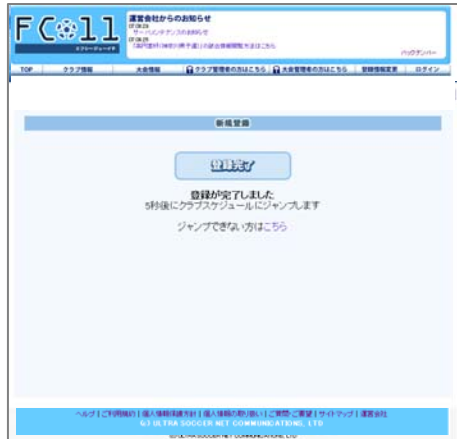 FC☆11
運営会社からのお知らせ
07.08.29
サーバメンテナンスのお知らせ
07.08.25
バックナンバー
TOP クラブ情報 大会情報 クラブ管理者の方はこちら 大会管理者の方はこちら 登録情報変更 ログイン
新規登録
登録完了
登録が完了しました
5秒後にクラブスケジュールにジャンプします
ジャンプできない方はこちら
ヘルプ | ご利用規約 | 個人情報保護方針 | 個人情報の取り扱い | ご質問・ご要望 | サイトマップ | 運営会社
(c) ULTRA SOCCER NET COMMUNICATIONS, LTD